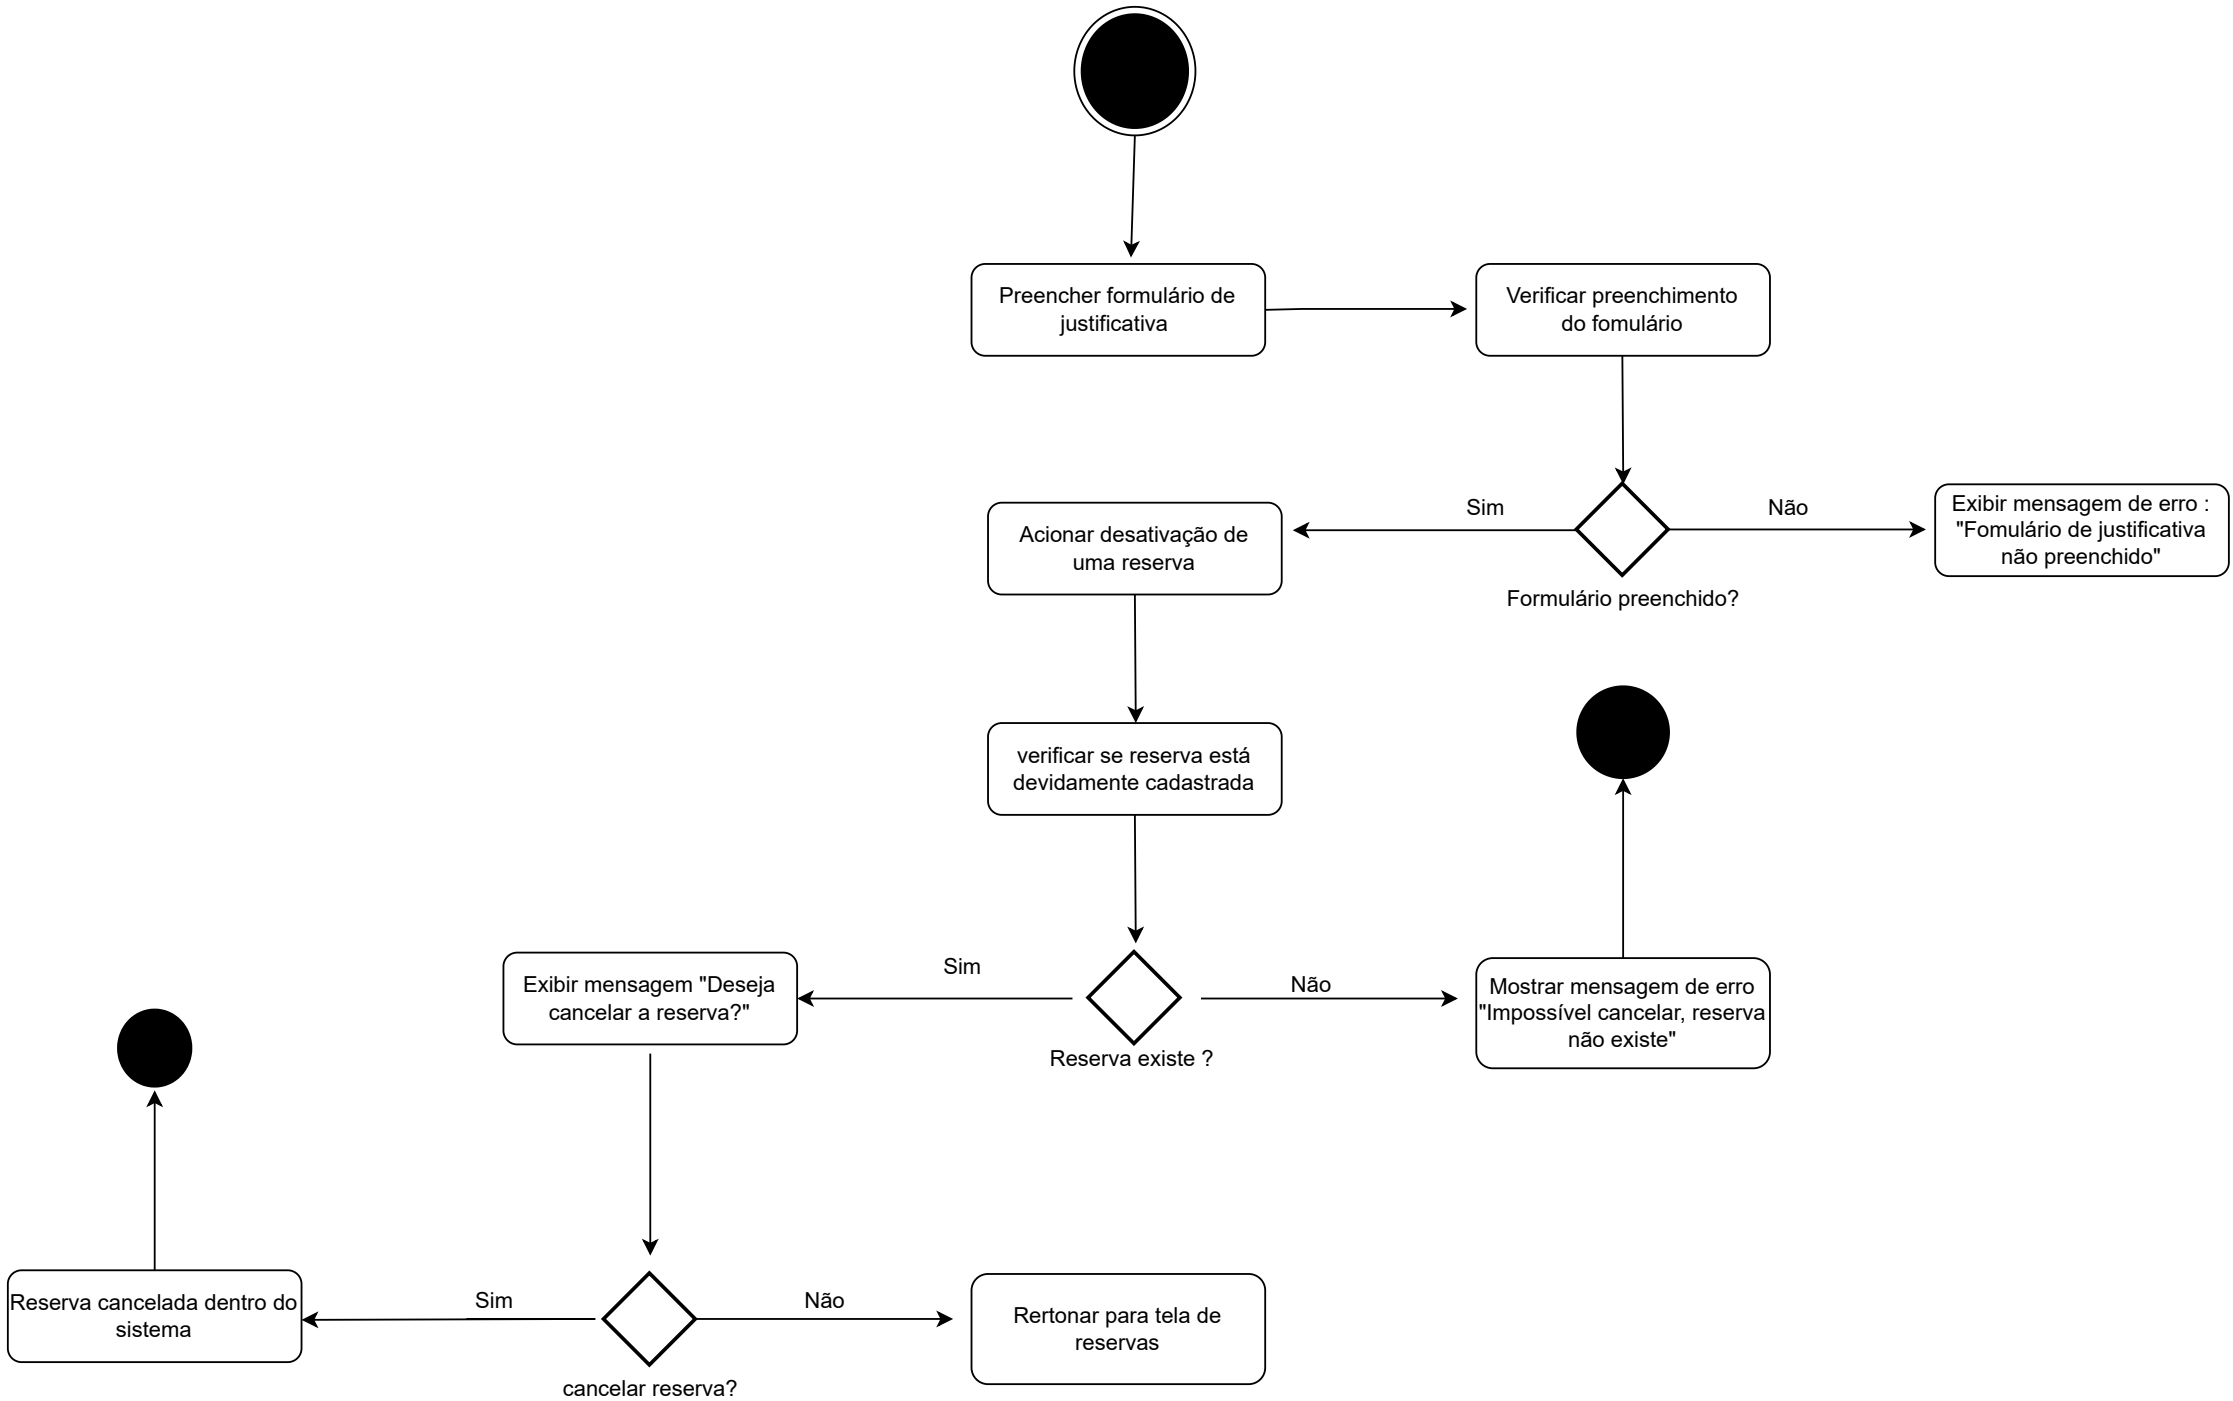 Preencher formulário de
justificativa
Verificar preenchimento
do fomulário
Sim
Não
Exibir mensagem de erro :
"Fomulário de justificativa
não preenchido"
Acionar desativação de
uma reserva
Formulário preenchido?
verificar se reserva está
devidamente cadastrada
Sim
Não
Exibir mensagem "Deseja
cancelar a reserva?"
Mostrar mensagem de erro
"Impossível cancelar, reserva
não existe"
Reserva existe ?
Reserva cancelada dentro do
sistema
Sim
Não
Rertonar para tela de
reservas
cancelar reserva?